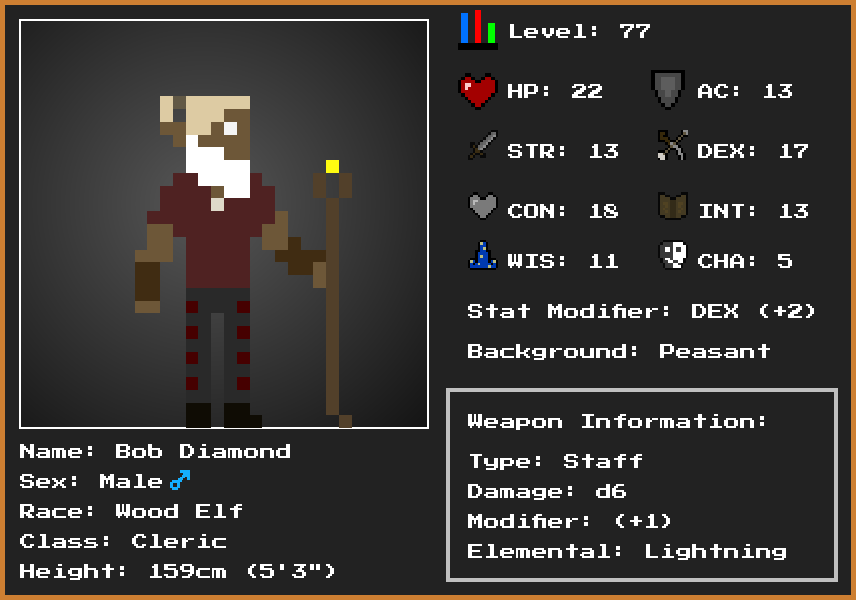 Level: 77
HP: 22 AC: 13
STR: 13 DEX: 17
CON: 18 INT: 13
WIS: 11 CHA: 5
Stat Modifier: DEX (+2)
Background: Peasant
Weapon Information:
Type: Staff
Damage: d6
Modifier: (+1)
Elemental: Lightning
Name: Bob Diamond
Sex: Male ♂
Race: Wood Elf
Class: Cleric
Height: 159cm (5'3")